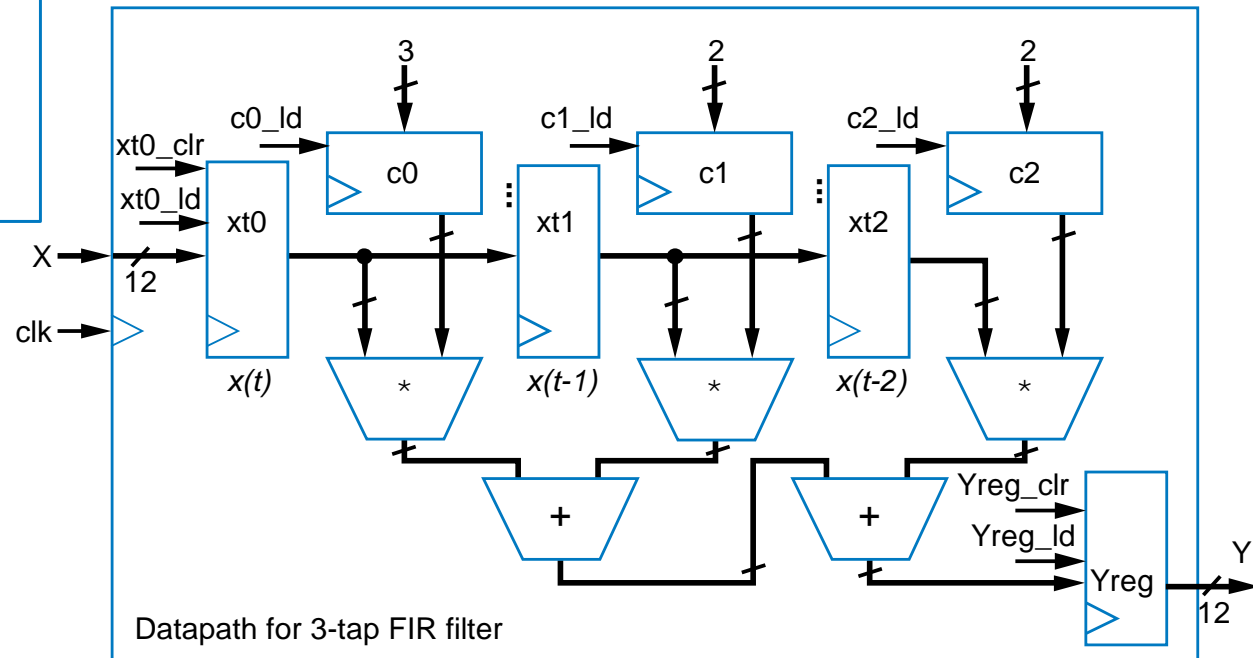 3
2
2
c0_ld
c1_ld
c2_ld
xt0_clr
c0
c1
c2
xt0_ld
xt0
xt1
xt2
X
12
clk
x(t)
x(t-1)
x(t-2)
*
*
*
+
+
Yreg_clr
Yreg_ld
Y
Yreg
12
Datapath for 3-tap FIR filter